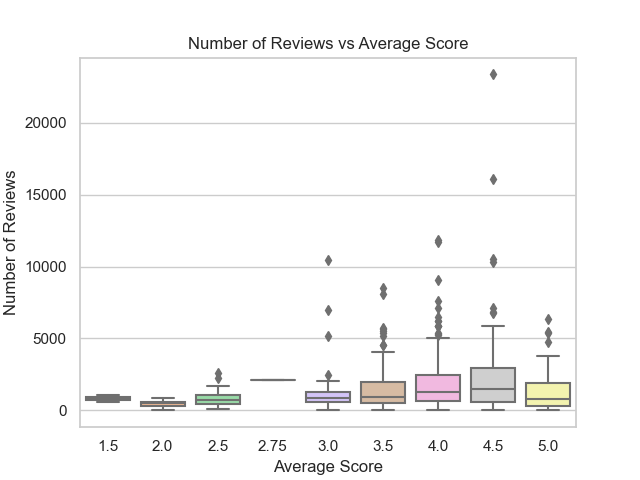 Number of Reviews vs Average Score
Number of Reviews
20000
15000
10000
5000
0
1.5 2.0 2.5 2.75 3.0 3.5 4.0 4.5 5.0
Average Score